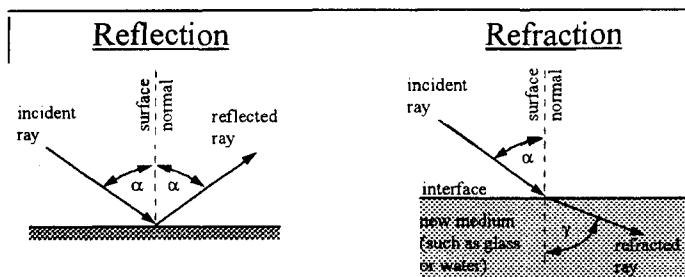 Reflection
incident
ray
surface
normal
reflected
ray
α
α
Refraction
incident
ray
surface
normal
α
interface
new medium
(such as glass
or water)
γ
refracted
ray